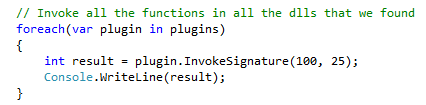 // Invoke all the functions in all the dlls that we found
foreach(var plugin in plugins)
{
    int result = plugin.InvokeSignature(100, 25);
    Console.WriteLine(result);
}